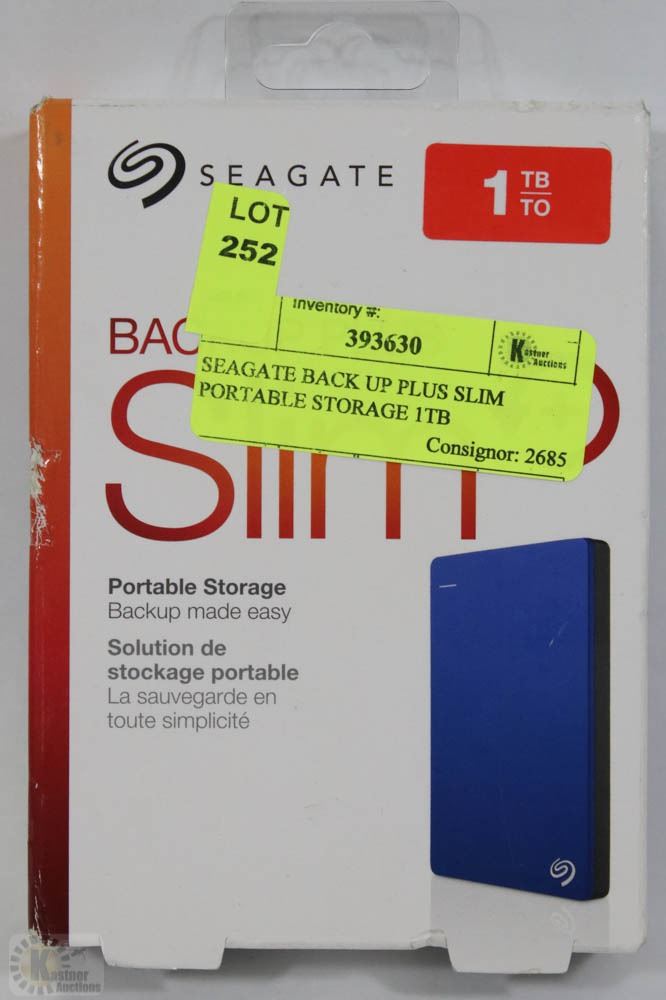 SEAGATE
1 TB
TO
LOT
252
Inventory #:
393630
Kastner
Auctions
SEAGATE BACK UP PLUS SLIM
PORTABLE STORAGE 1TB
Consignor: 2685
Slim
Portable Storage
Backup made easy
Solution de
stockage portable
La sauvegarde en
toute simplicité
Kastner
Auctions